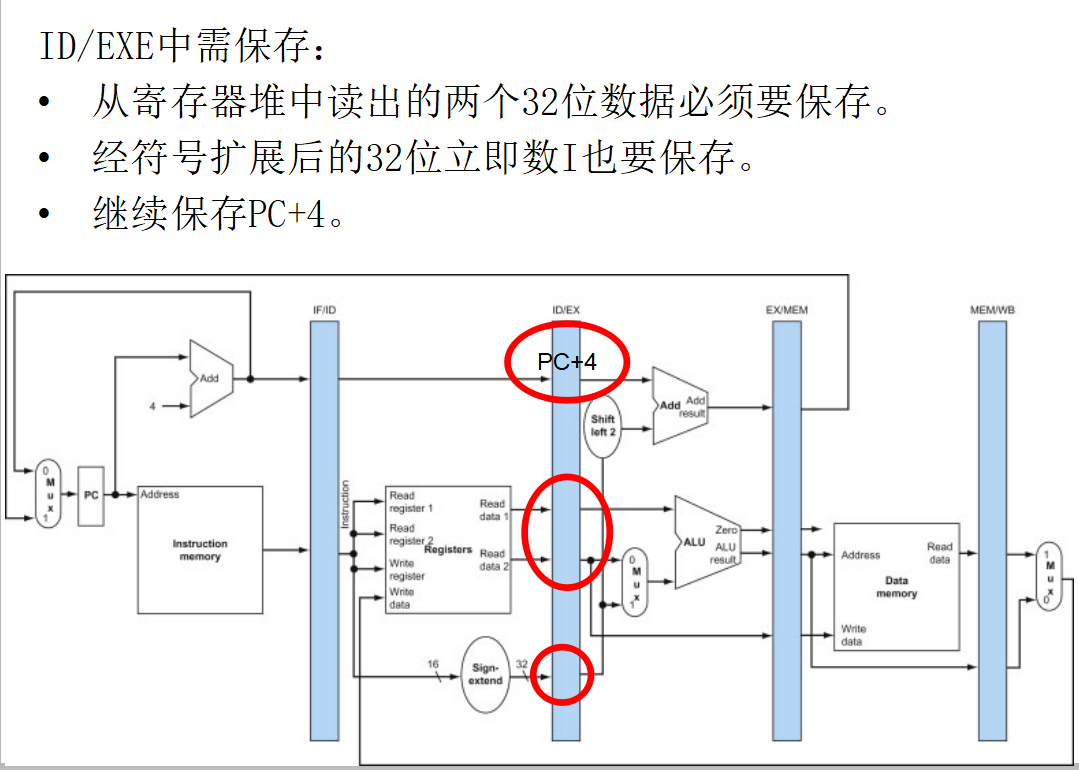 ID/EXE中需保存:
• 从寄存器堆中读出的两个32位数据必须要保存。
• 经符号扩展后的32位立即数I也要保存。
• 继续保存PC+4。
IF/ID
ID/EX
EX/MEM
MEM/WB
PC+4
Add
4
Shift
left 2
Add
Add
result
0
M
u
x
1
PC
Address
Instruction
memory
Instruction
Read
register 1
Read
register 2
Write
register
Write
data
Registers
Read
data 1
Read
data 2
16
Sign-
extend
32
0
M
u
x
1
ALU
Zero
ALU
result
Address
Read
data
Data
memory
Write
data
1
M
u
x
0